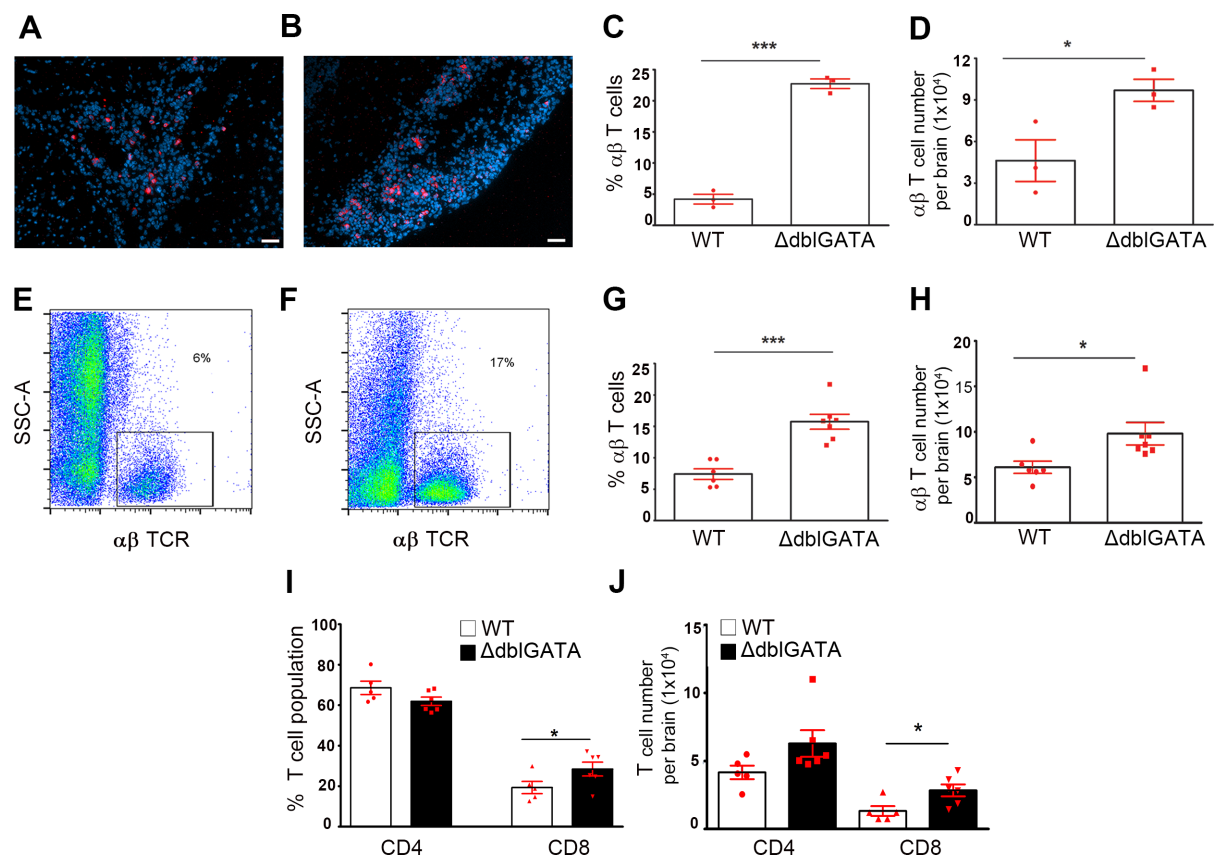 A
B
C
D
***
*
% αβ T cells
25
20
15
10
5
0
WT
ΔdblGATA
αβ T cell number
per brain (1x10⁴)
12
9
6
3
0
WT
ΔdblGATA
E
F
G
H
SSC-A
6%
αβ TCR
SSC-A
17%
αβ TCR
***
% αβ T cells
25
20
15
10
5
0
WT
ΔdblGATA
*
αβ T cell number
per brain (1x10⁴)
20
15
10
5
0
WT
ΔdblGATA
I
J
WT
ΔdblGATA
% T cell population
100
80
60
40
20
0
*
CD4
CD8
WT
ΔdblGATA
T cell number
per brain (1x10⁴)
15
10
5
0
*
CD4
CD8